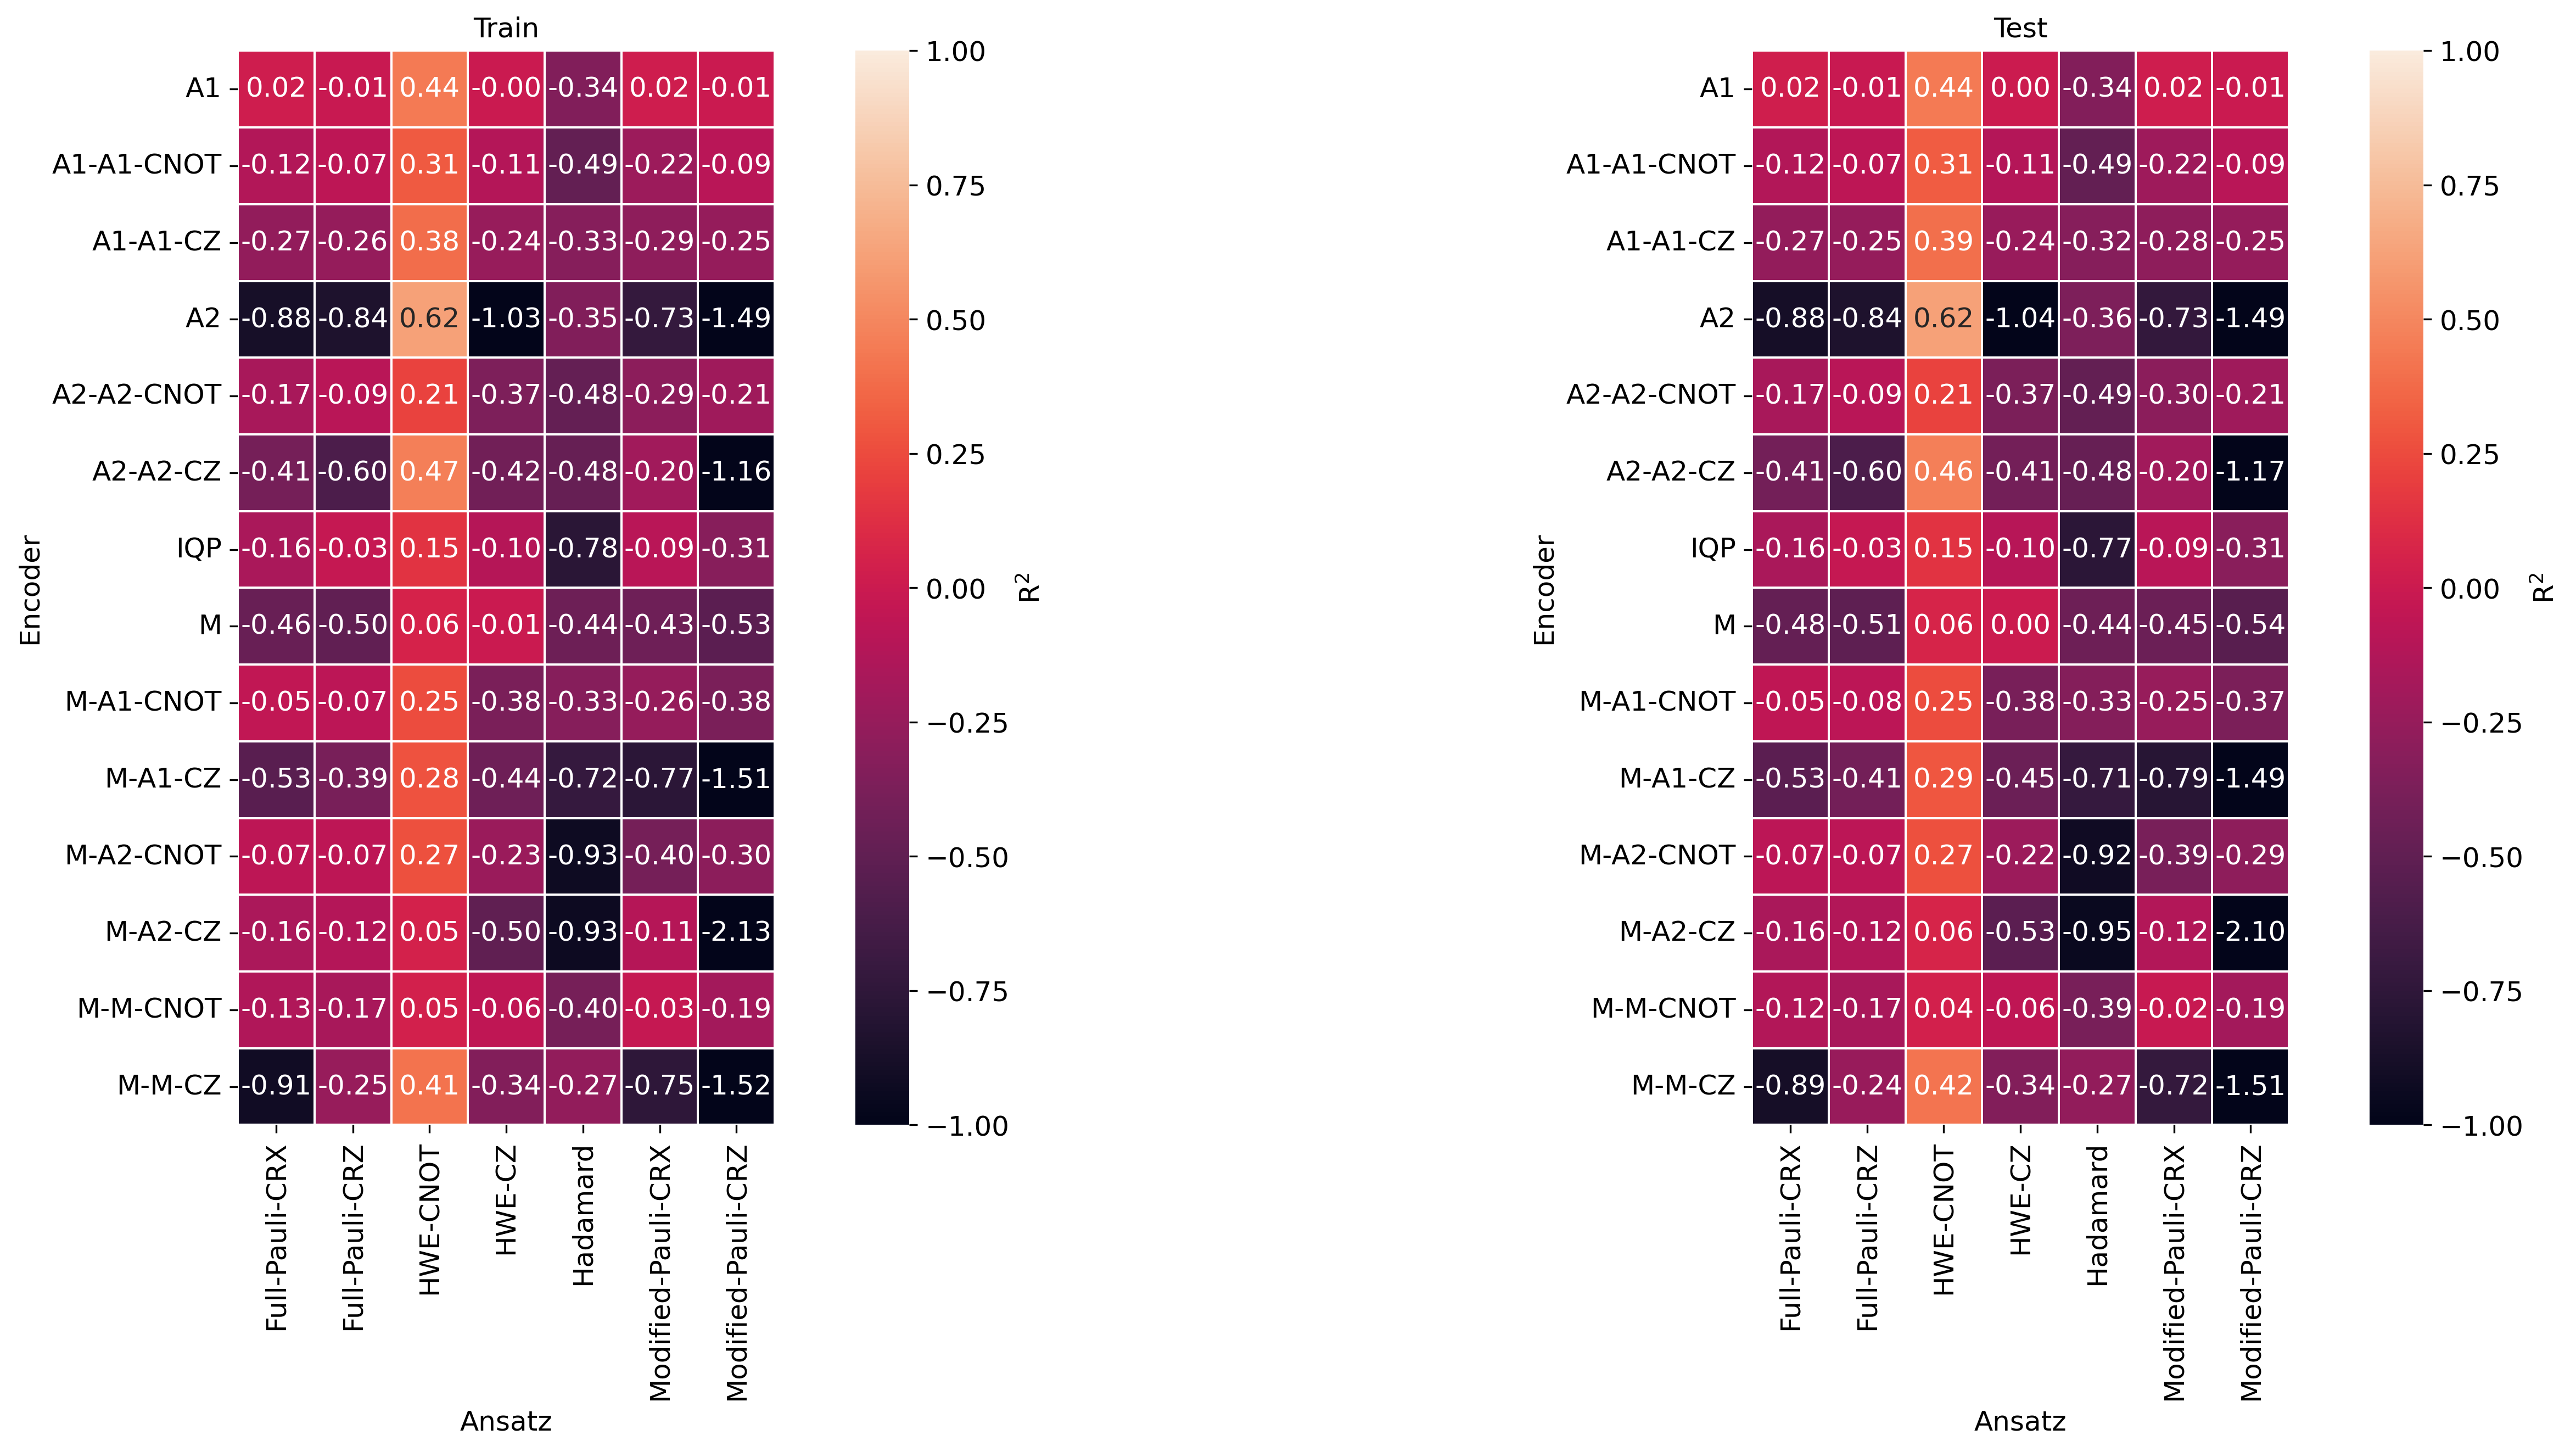 Train
Encoder
A1 0.02 -0.01 0.44 -0.00 -0.34 0.02 -0.01
A1-A1-CNOT -0.12 -0.07 0.31 -0.11 -0.49 -0.22 -0.09
A1-A1-CZ -0.27 -0.26 0.38 -0.24 -0.33 -0.29 -0.25
A2 -0.88 -0.84 0.62 -1.03 -0.35 -0.73 -1.49
A2-A2-CNOT -0.17 -0.09 0.21 -0.37 -0.48 -0.29 -0.21
A2-A2-CZ -0.41 -0.60 0.47 -0.42 -0.48 -0.20 -1.16
IQP -0.16 -0.03 0.15 -0.10 -0.78 -0.09 -0.31
M -0.46 -0.50 0.06 -0.01 -0.44 -0.43 -0.53
M-A1-CNOT -0.05 -0.07 0.25 -0.38 -0.33 -0.26 -0.38
M-A1-CZ -0.53 -0.39 0.28 -0.44 -0.72 -0.77 -1.51
M-A2-CNOT -0.07 -0.07 0.27 -0.23 -0.93 -0.40 -0.30
M-A2-CZ -0.16 -0.12 0.05 -0.50 -0.93 -0.11 -2.13
M-M-CNOT -0.13 -0.17 0.05 -0.06 -0.40 -0.03 -0.19
M-M-CZ -0.91 -0.25 0.41 -0.34 -0.27 -0.75 -1.52
Full-Pauli-CRX
Full-Pauli-CRZ
HWE-CNOT
HWE-CZ
Hadamard
Modified-Pauli-CRX
Modified-Pauli-CRZ
Ansatz
1.00
0.75
0.50
0.25
0.00
−0.25
−0.50
−0.75
−1.00
R²
Test
Encoder
A1 0.02 -0.01 0.44 0.00 -0.34 0.02 -0.01
A1-A1-CNOT -0.12 -0.07 0.31 -0.11 -0.49 -0.22 -0.09
A1-A1-CZ -0.27 -0.25 0.39 -0.24 -0.32 -0.28 -0.25
A2 -0.88 -0.84 0.62 -1.04 -0.36 -0.73 -1.49
A2-A2-CNOT -0.17 -0.09 0.21 -0.37 -0.49 -0.30 -0.21
A2-A2-CZ -0.41 -0.60 0.46 -0.41 -0.48 -0.20 -1.17
IQP -0.16 -0.03 0.15 -0.10 -0.77 -0.09 -0.31
M -0.48 -0.51 0.06 0.00 -0.44 -0.45 -0.54
M-A1-CNOT -0.05 -0.08 0.25 -0.38 -0.33 -0.25 -0.37
M-A1-CZ -0.53 -0.41 0.29 -0.45 -0.71 -0.79 -1.49
M-A2-CNOT -0.07 -0.07 0.27 -0.22 -0.92 -0.39 -0.29
M-A2-CZ -0.16 -0.12 0.06 -0.53 -0.95 -0.12 -2.10
M-M-CNOT -0.12 -0.17 0.04 -0.06 -0.39 -0.02 -0.19
M-M-CZ -0.89 -0.24 0.42 -0.34 -0.27 -0.72 -1.51
Full-Pauli-CRX
Full-Pauli-CRZ
HWE-CNOT
HWE-CZ
Hadamard
Modified-Pauli-CRX
Modified-Pauli-CRZ
Ansatz
1.00
0.75
0.50
0.25
0.00
−0.25
−0.50
−0.75
−1.00
R²